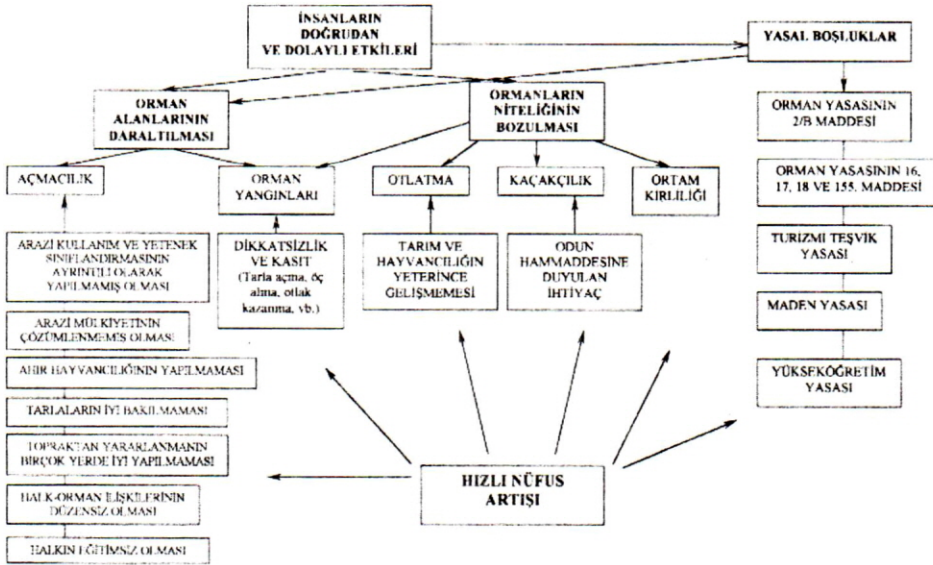 İNSANLARIN
DOĞRUDAN
VE DOLAYLI ETKİLERİ
YASAL BOŞLUKLAR
ORMAN
ALANLARININ
DARALTILMASI
ORMANLARIN
NİTELİĞİNİN
BOZULMASI
ORMAN YASASININ
2/B MADDESİ
AÇMACILIK
ORMAN
YANGINLARI
OTLATMA
KAÇAKÇILIK
ORTAM
KIRLILIĞI
ORMAN YASASININ 16,
17, 18 VE 155. MADDESİ
ARAZİ KULLANIM VE YETENEK
SINIFLANDIRMASININ
AYRINTILI OLARAK
YAPILMAMIŞ OLMASI
DİKKATSİZLİK
VE KASIT
(Tarla açma, öç
alma, otlak
kazanma, vb.)
TARIM VE
HAYVANCILIĞIN
YETERİNCE
GELİŞMEMESİ
ODUN
HAMMADDESİNE
DUYULAN
İHTİYAÇ
TURİZMİ TEŞVİK
YASASI
ARAZİ MÜLKİYETİNİN
ÇÖZÜMLENMEMİŞ OLMASI
MADEN YASASI
AHIR HAYVANCILIĞININ YAPILMAMASI
YÜKSEKÖĞRETİM
YASASI
TARLALARIN İYİ BAKILMAMASI
TOPRAKTAN YARARLANMANIN
BİRÇOK YERDE İYİ YAPILMAMASI
HIZLI NÜFUS
ARTIŞI
HALK-ORMAN İLİŞKİLERİNİN
DÜZENSİZ OLMASI
HALKIN EĞİTİMSİZ OLMASI